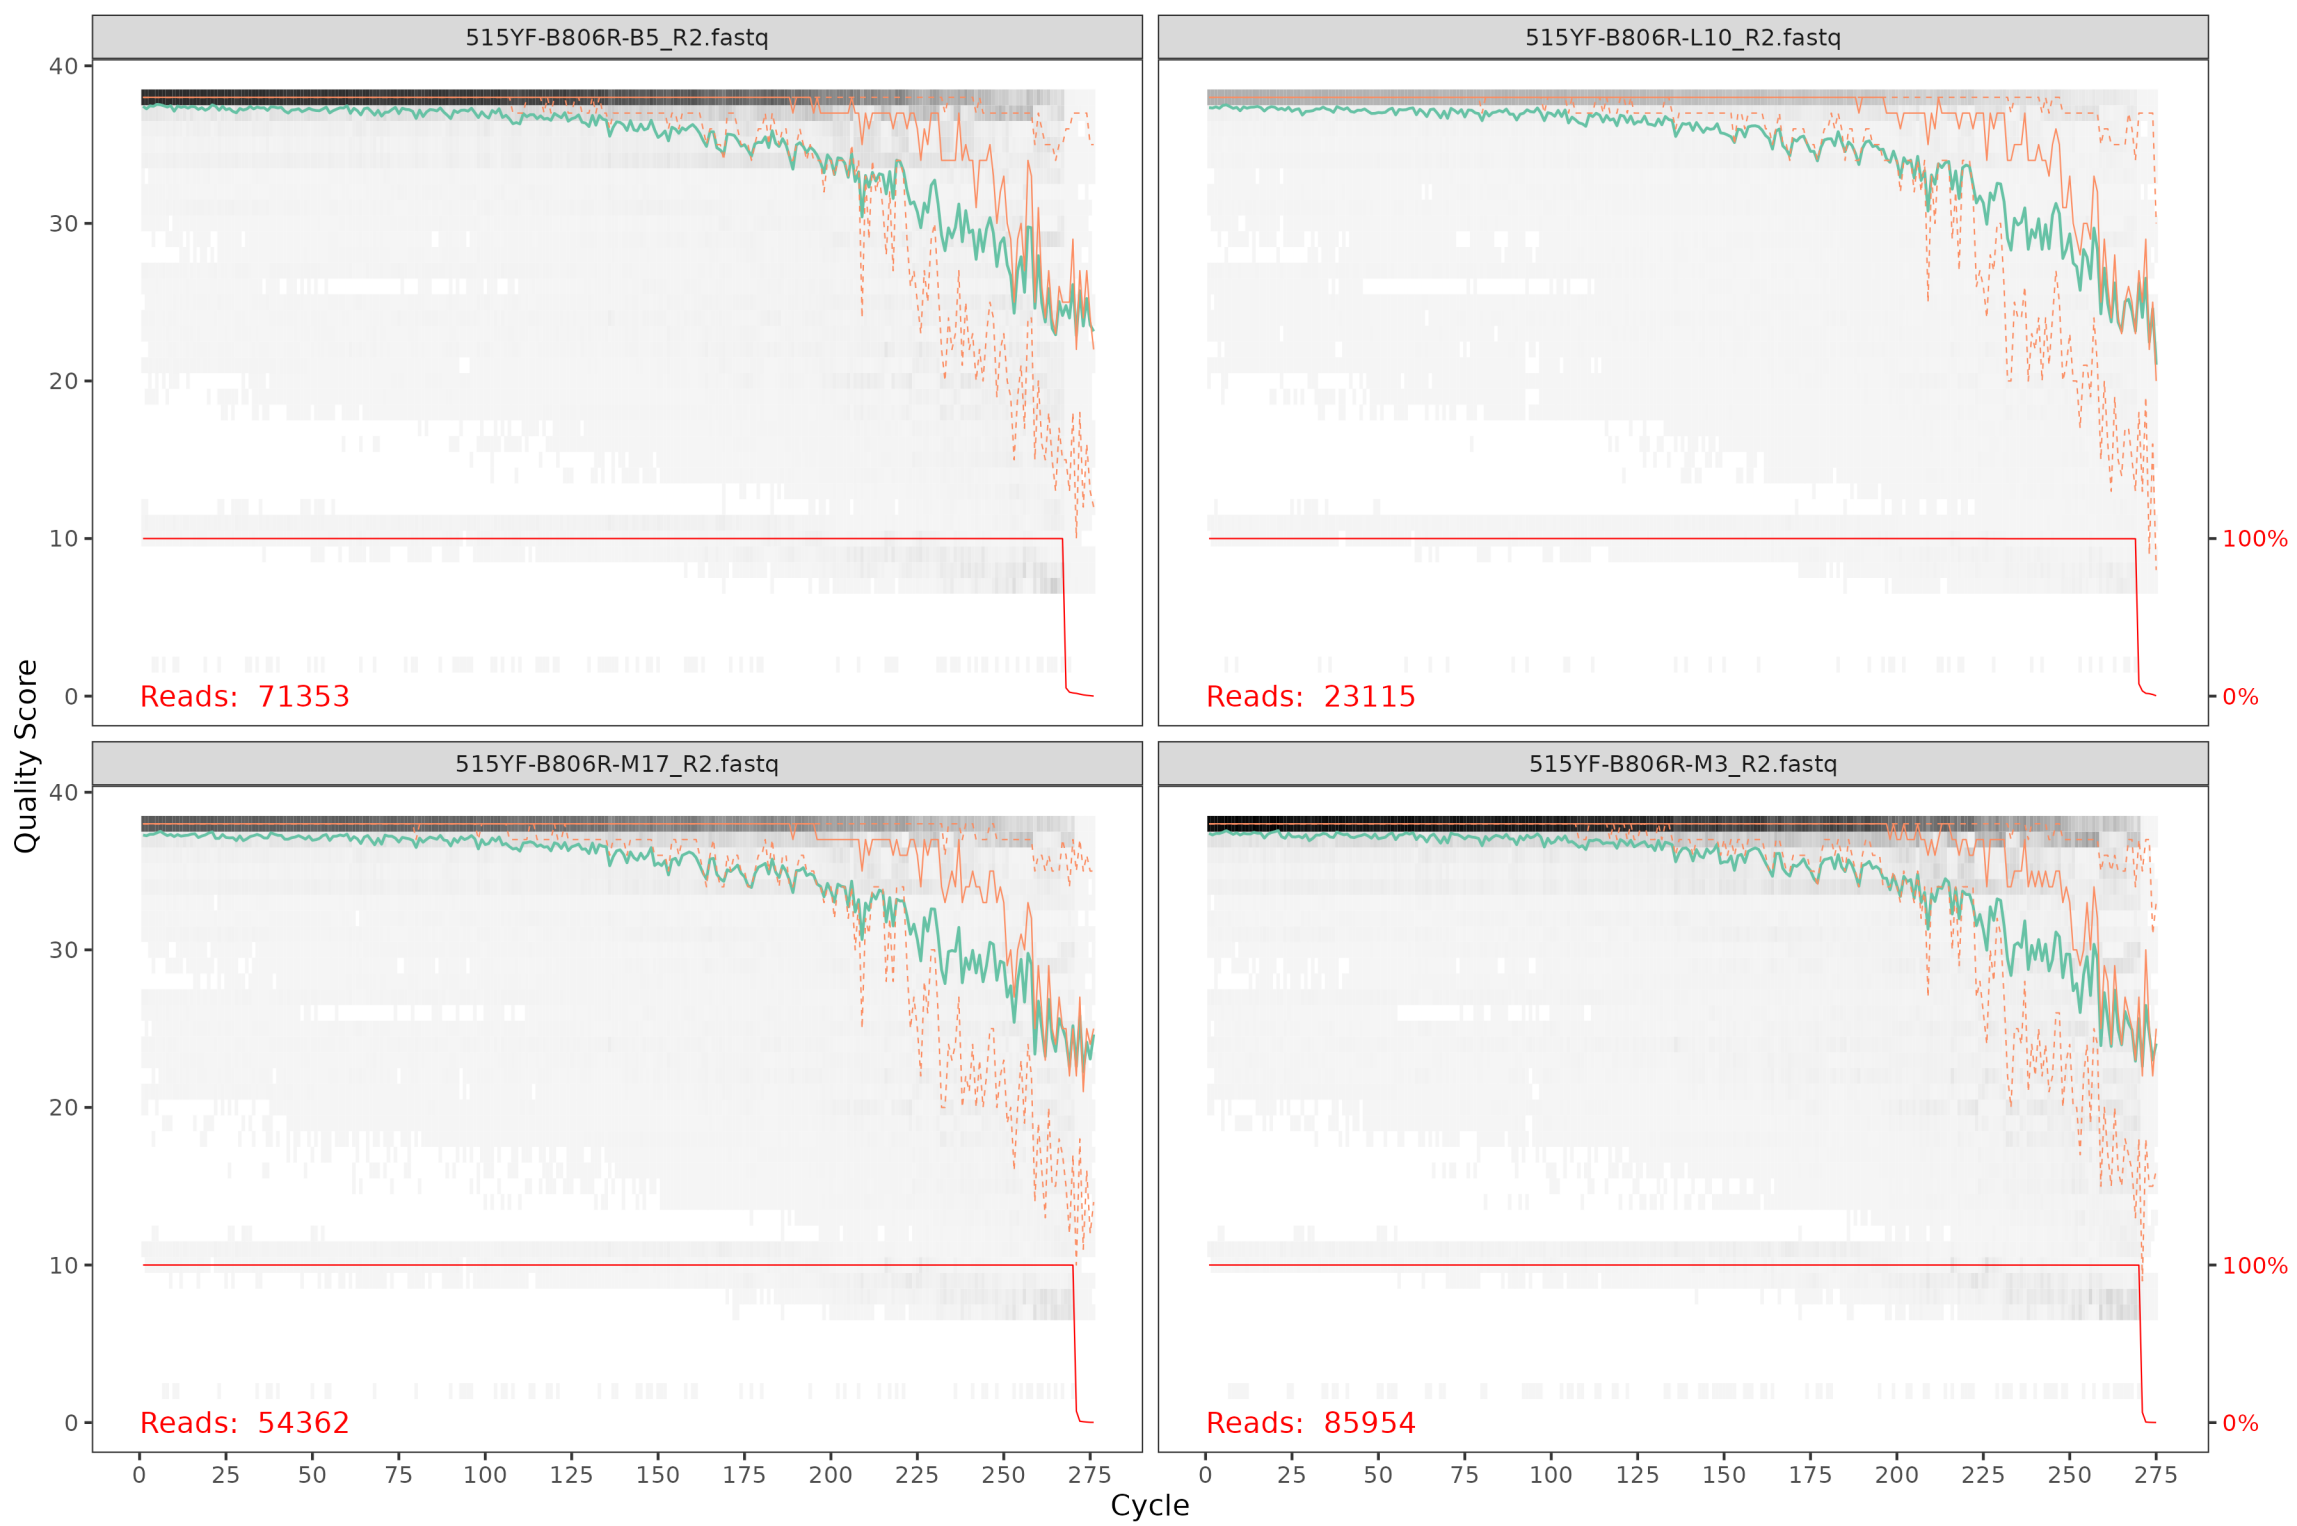 515YF-B806R-B5_R2.fastq
515YF-B806R-L10_R2.fastq
40
30
20
10
0
100%
0%
Reads: 71353
Reads: 23115
Quality Score
515YF-B806R-M17_R2.fastq
515YF-B806R-M3_R2.fastq
40
30
20
10
0
100%
0%
Reads: 54362
Reads: 85954
0 25 50 75 100 125 150 175 200 225 250 275
0 25 50 75 100 125 150 175 200 225 250 275
Cycle